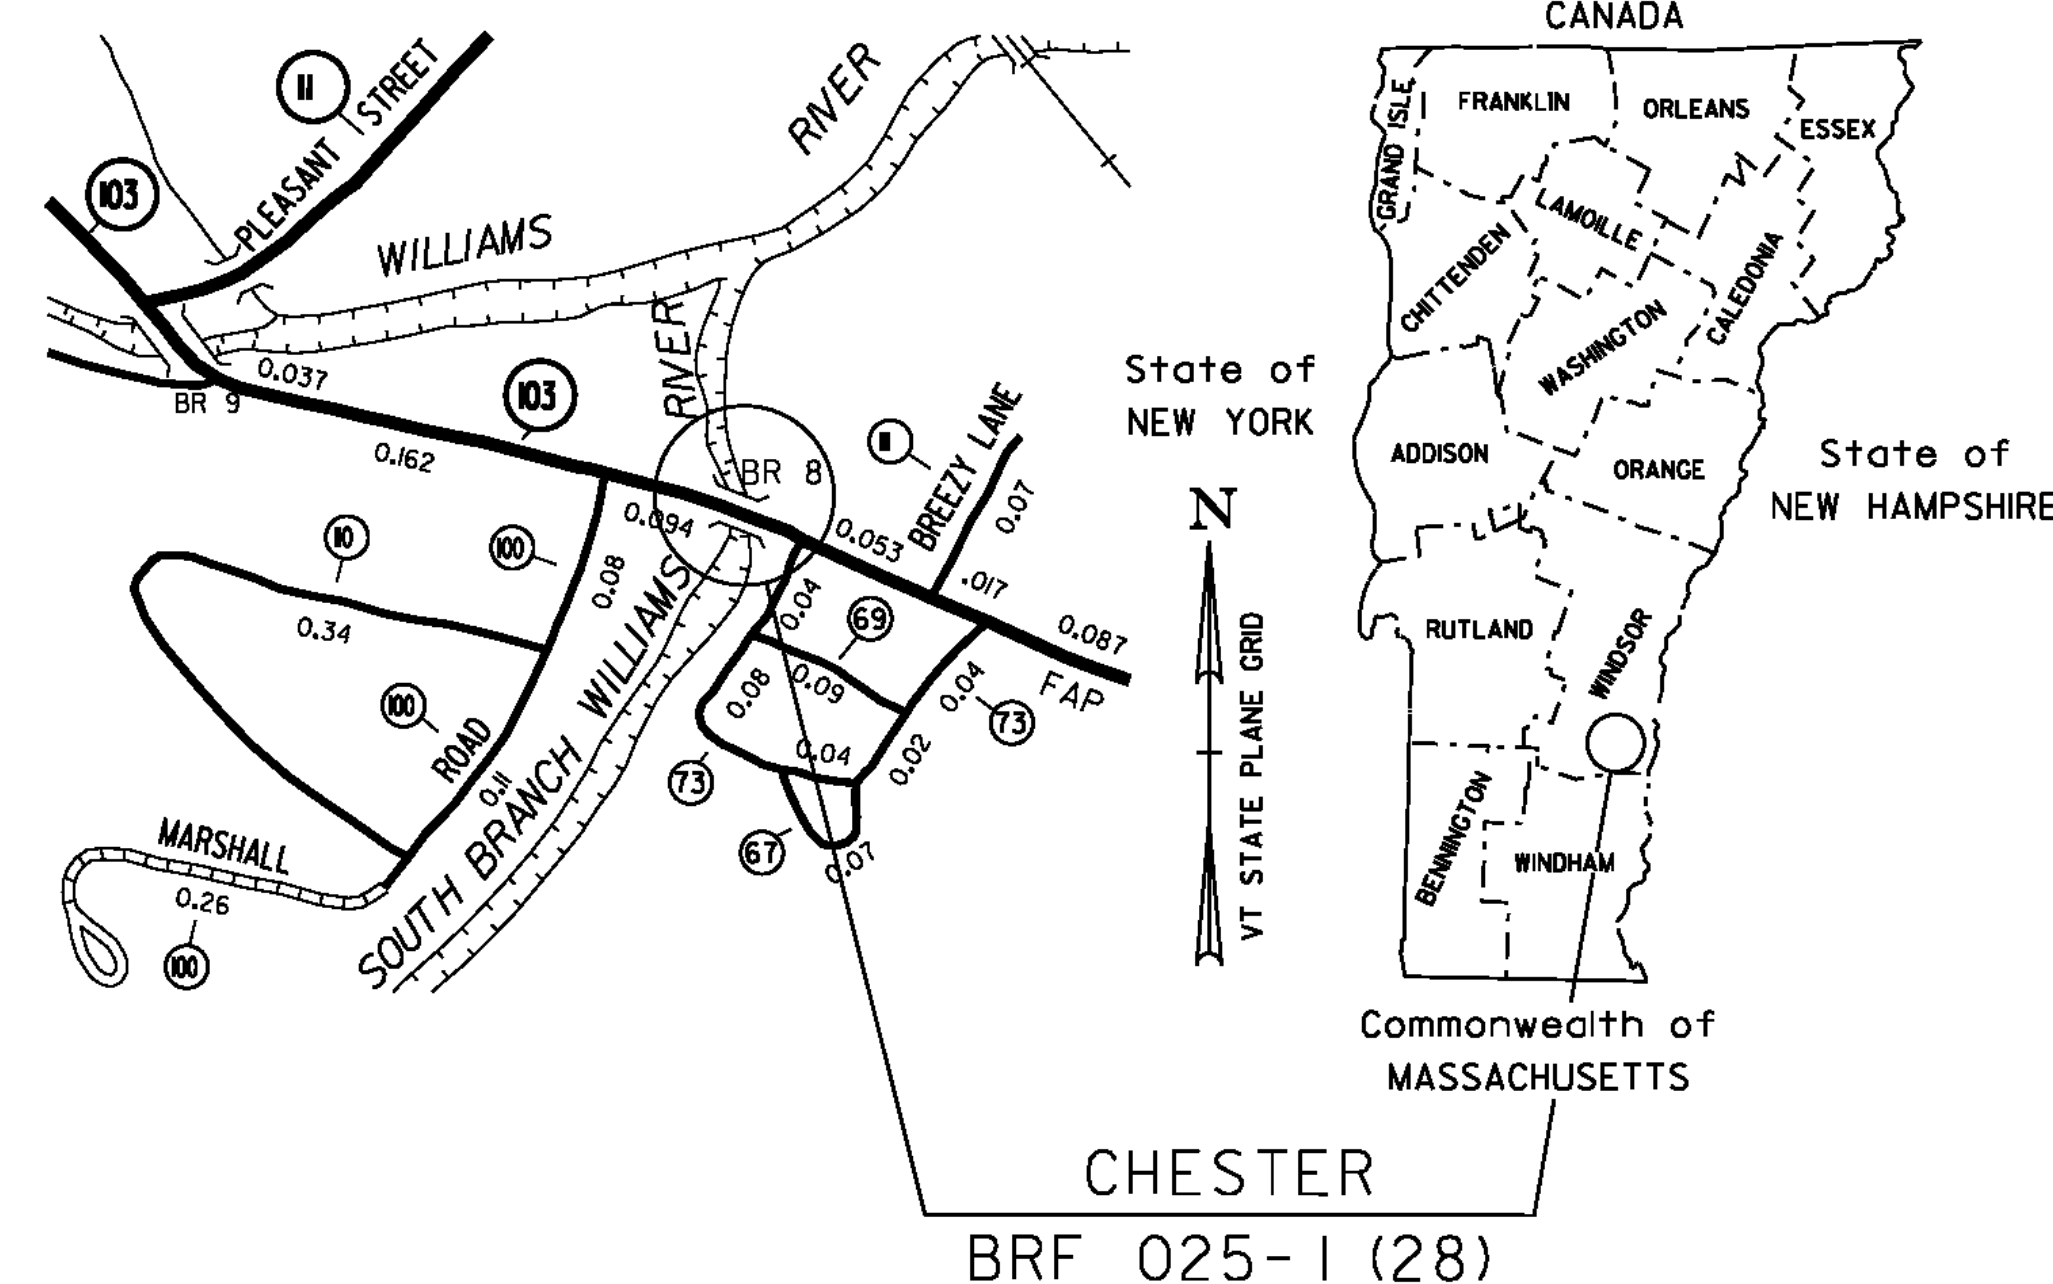 CANADA
11
PLEASANT STREET
103
WILLIAMS
RIVER
RIVER
0.037
BR 9
103
0.162
BR 8
0.094
0.053
11
BREEZY LANE
0.07
.017
0.087
FAP
110
0.34
100
0.08
100
ROAD
0.11
MARSHALL
0.26
100
SOUTH BRANCH WILLIAMS
0.04
69
0.09
0.08
0.04
73
0.04
0.02
73
67
0.07
N
VT STATE PLANE GRID
GRAND ISLE
FRANKLIN
ORLEANS
ESSEX
LAMOILLE
CHITTENDEN
CALEDONIA
WASHINGTON
State of
NEW YORK
ADDISON
ORANGE
State of
NEW HAMPSHIRE
RUTLAND
WINDSOR
BENNINGTON
WINDHAM
Commonwealth of
MASSACHUSETTS
CHESTER
BRF 025-1 (28)